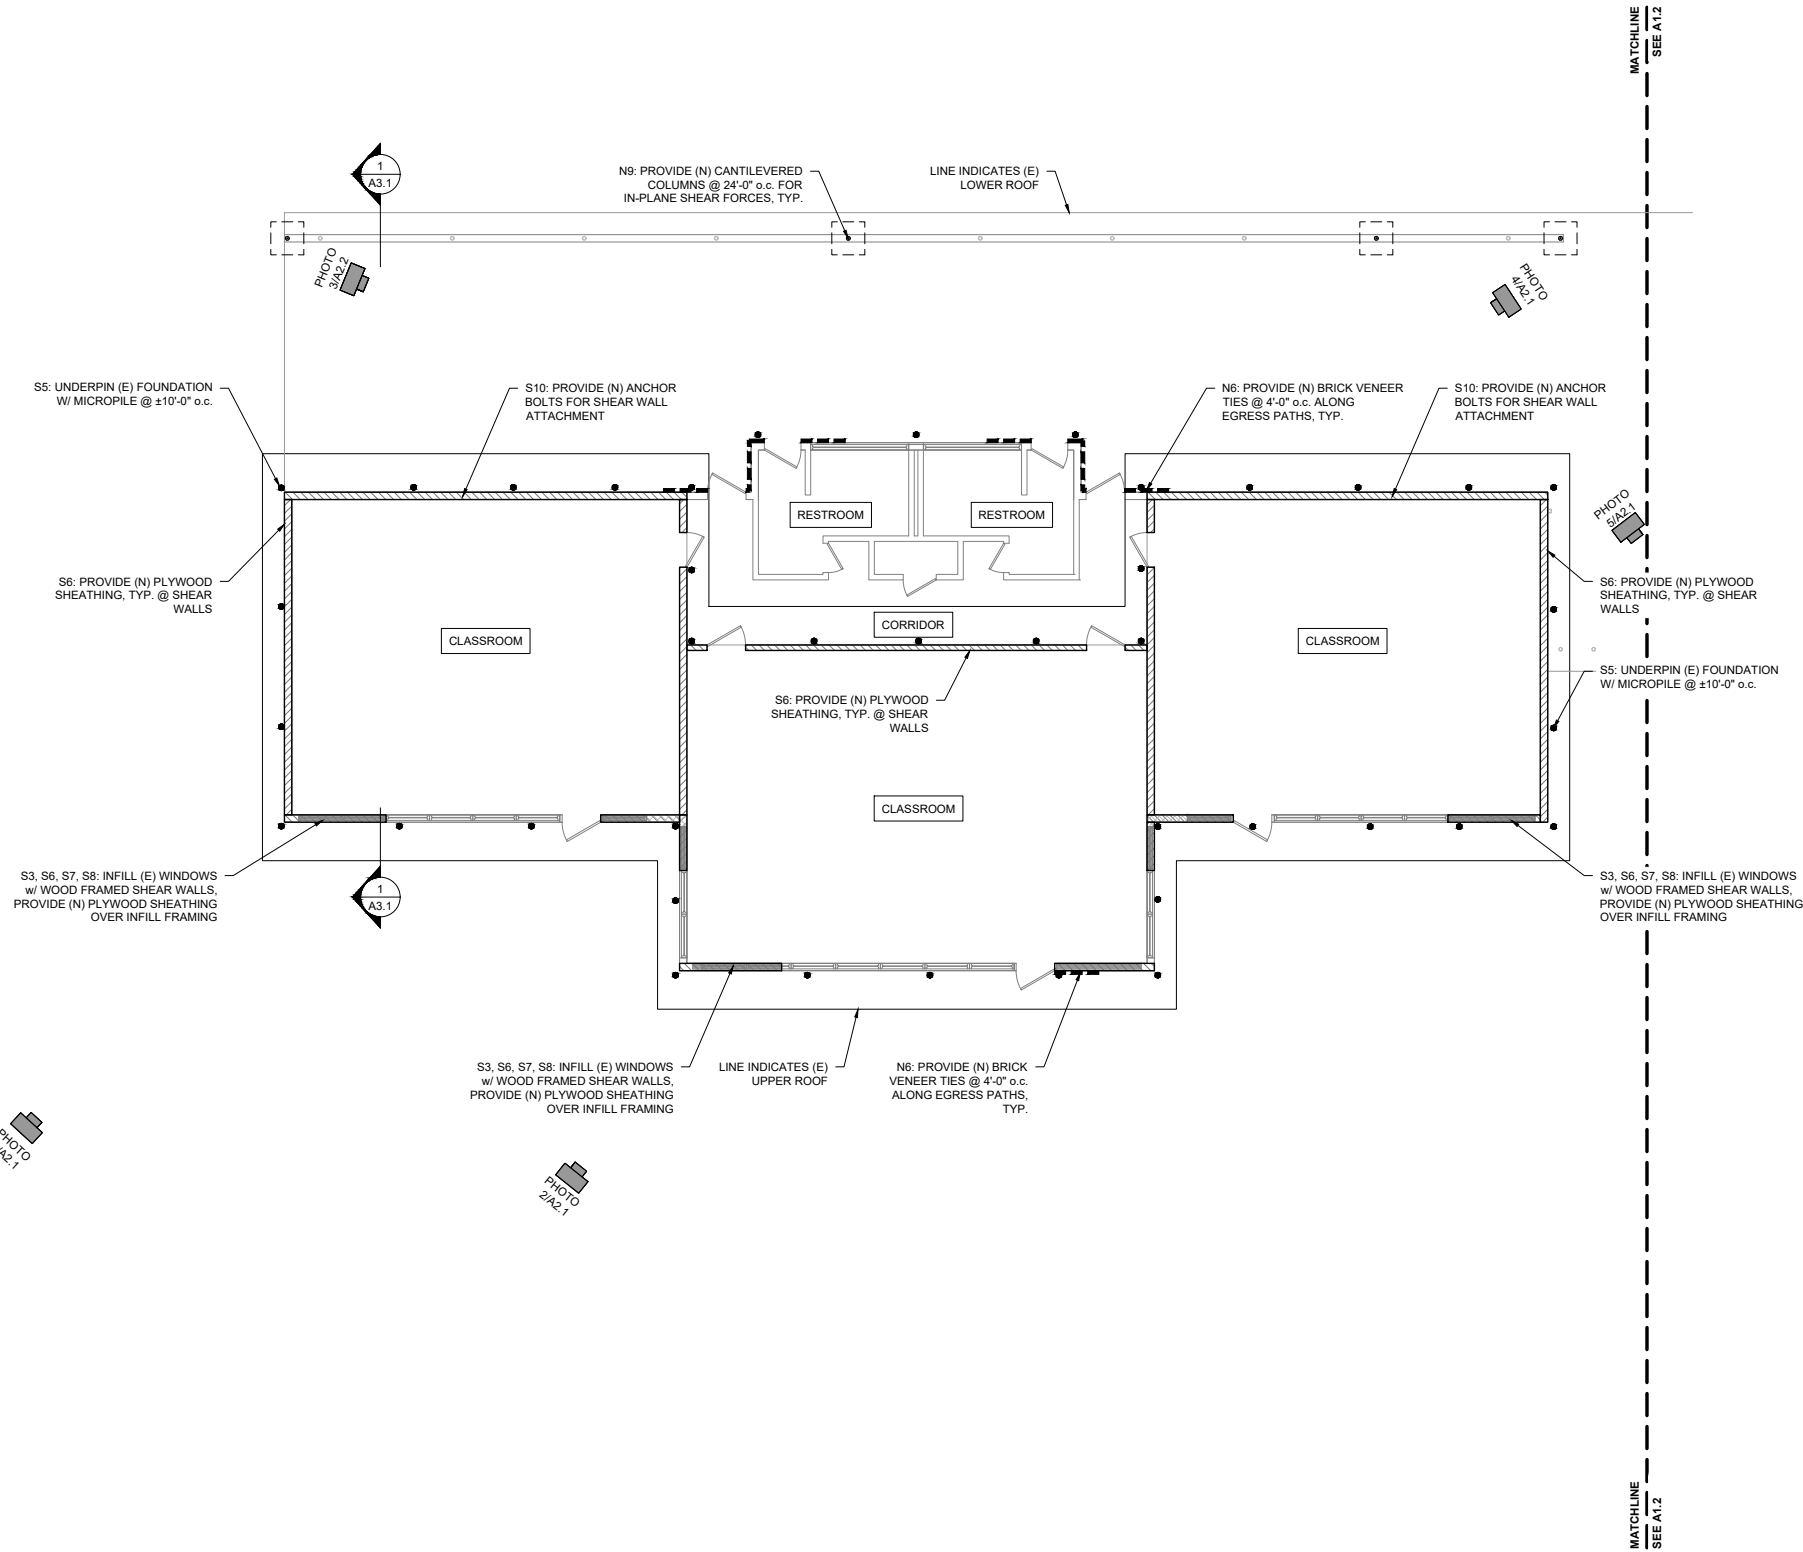 MATCHLINE
SEE A1.2
1
A3.1
N9: PROVIDE (N) CANTILEVERED
COLUMNS @ 24'-0" o.c. FOR
IN-PLANE SHEAR FORCES, TYP.
LINE INDICATES (E)
LOWER ROOF
PHOTO
3/A2.2
PHOTO
4/A2.1
S5: UNDERPIN (E) FOUNDATION
W/ MICROPILE @ ±10'-0" o.c.
S10: PROVIDE (N) ANCHOR
BOLTS FOR SHEAR WALL
ATTACHMENT
N6: PROVIDE (N) BRICK VENEER
TIES @ 4'-0" o.c. ALONG
EGRESS PATHS, TYP.
S10: PROVIDE (N) ANCHOR
BOLTS FOR SHEAR WALL
ATTACHMENT
RESTROOM
RESTROOM
PHOTO
5/A2.1
S6: PROVIDE (N) PLYWOOD
SHEATHING, TYP. @ SHEAR
WALLS
S6: PROVIDE (N) PLYWOOD
SHEATHING, TYP. @ SHEAR
WALLS
CORRIDOR
CLASSROOM
CLASSROOM
S5: UNDERPIN (E) FOUNDATION
W/ MICROPILE @ ±10'-0" o.c.
S6: PROVIDE (N) PLYWOOD
SHEATHING, TYP. @ SHEAR
WALLS
CLASSROOM
S3, S6, S7, S8: INFILL (E) WINDOWS
w/ WOOD FRAMED SHEAR WALLS,
PROVIDE (N) PLYWOOD SHEATHING
OVER INFILL FRAMING
1
A3.1
S3, S6, S7, S8: INFILL (E) WINDOWS
w/ WOOD FRAMED SHEAR WALLS,
PROVIDE (N) PLYWOOD SHEATHING
OVER INFILL FRAMING
S3, S6, S7, S8: INFILL (E) WINDOWS
w/ WOOD FRAMED SHEAR WALLS,
PROVIDE (N) PLYWOOD SHEATHING
OVER INFILL FRAMING
LINE INDICATES (E)
UPPER ROOF
N6: PROVIDE (N) BRICK
VENEER TIES @ 4'-0" o.c.
ALONG EGRESS PATHS,
TYP.
PHOTO
/A2.1
PHOTO
2/A2.1
MATCHLINE
SEE A1.2